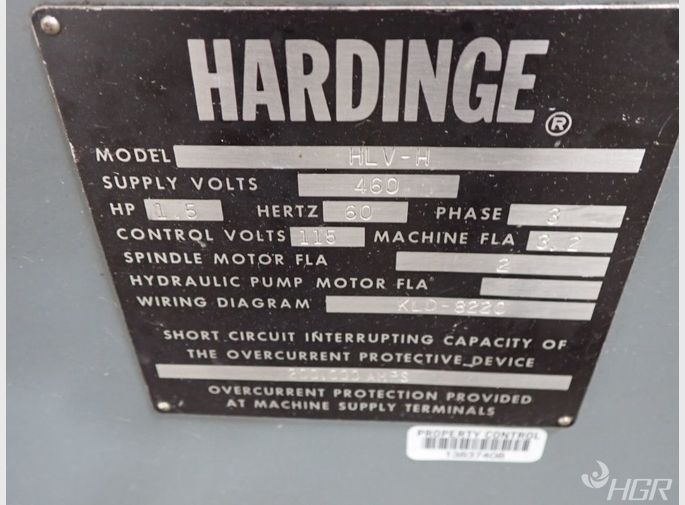 HARDINGE®
MODEL HLV-H
SUPPLY VOLTS 460
HP 1.5 HERTZ 60 PHASE 3
CONTROL VOLTS 115 MACHINE FLA 3.2
SPINDLE MOTOR FLA 2
HYDRAULIC PUMP MOTOR FLA
WIRING DIAGRAM
SHORT CIRCUIT INTERRUPTING CAPACITY OF
THE OVERCURRENT PROTECTIVE DEVICE
200,000 AMPS
OVERCURRENT PROTECTION PROVIDED
AT MACHINE SUPPLY TERMINALS
PROPERTY CONTROL
HGR